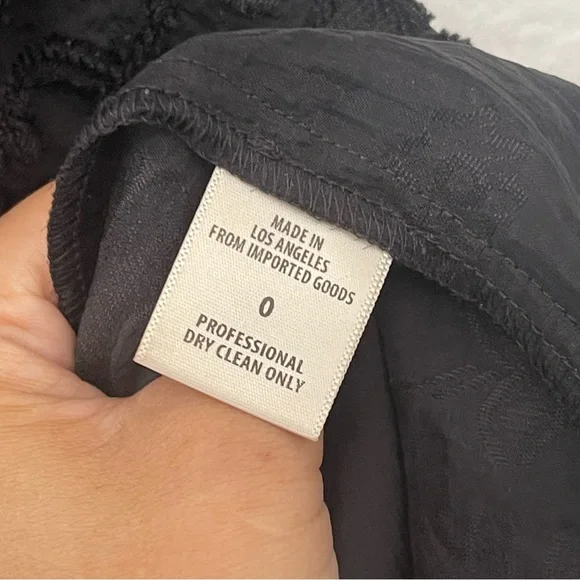 MADE IN
LOS ANGELES
FROM IMPORTED GOODS
0
PROFESSIONAL
DRY CLEAN ONLY